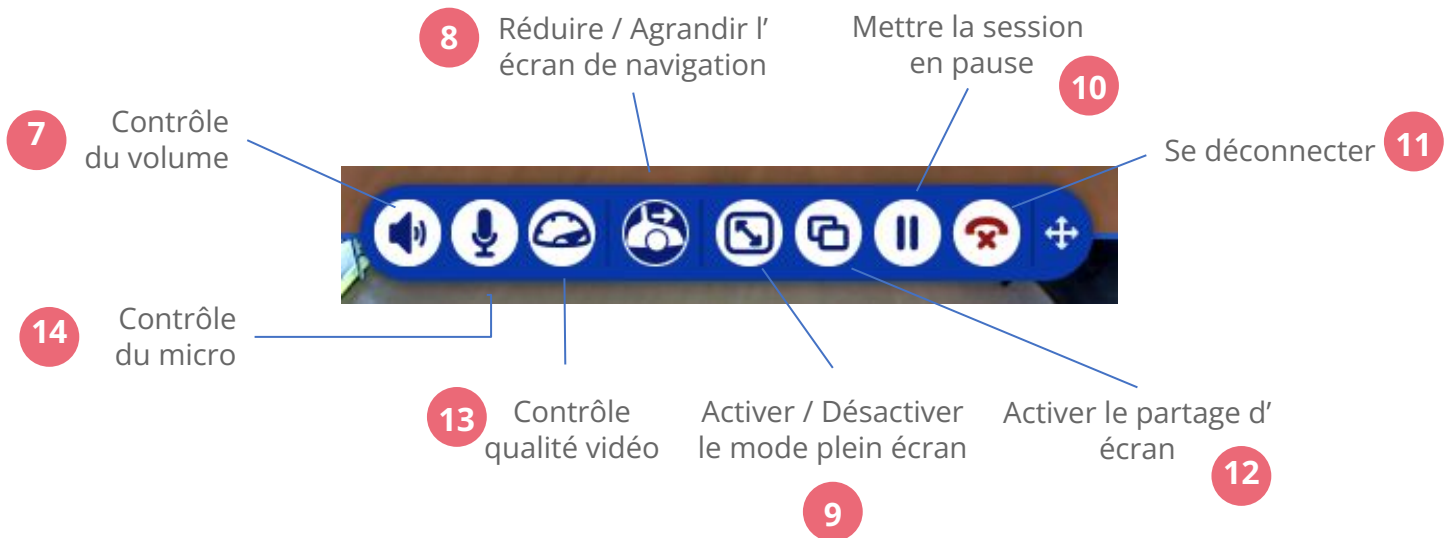 8
Réduire / Agrandir l’
écran de navigation
Mettre la session
en pause
10
7
Contrôle
du volume
Se déconnecter
11
14
Contrôle
du micro
13
Contrôle
qualité vidéo
Activer / Désactiver
le mode plein écran
9
Activer le partage d’
écran
12